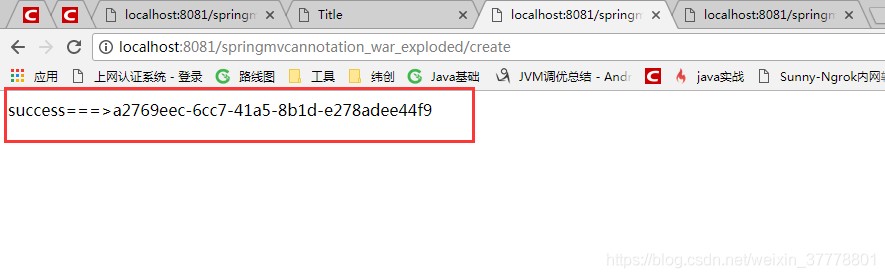 localhost:8081/springm
Title
localhost:8081/springm
localhost:8081/springm
localhost:8081/springmvcannotation_war_exploded/create
应用
上网认证系统 - 登录
路线图
工具
纬创
Java基础
JVM调优总结 - Andr
java实战
Sunny-Ngrok内网
success===>a2769eec-6cc7-41a5-8b1d-e278adee44f9
https://blog.csdn.net/weixin_37778801